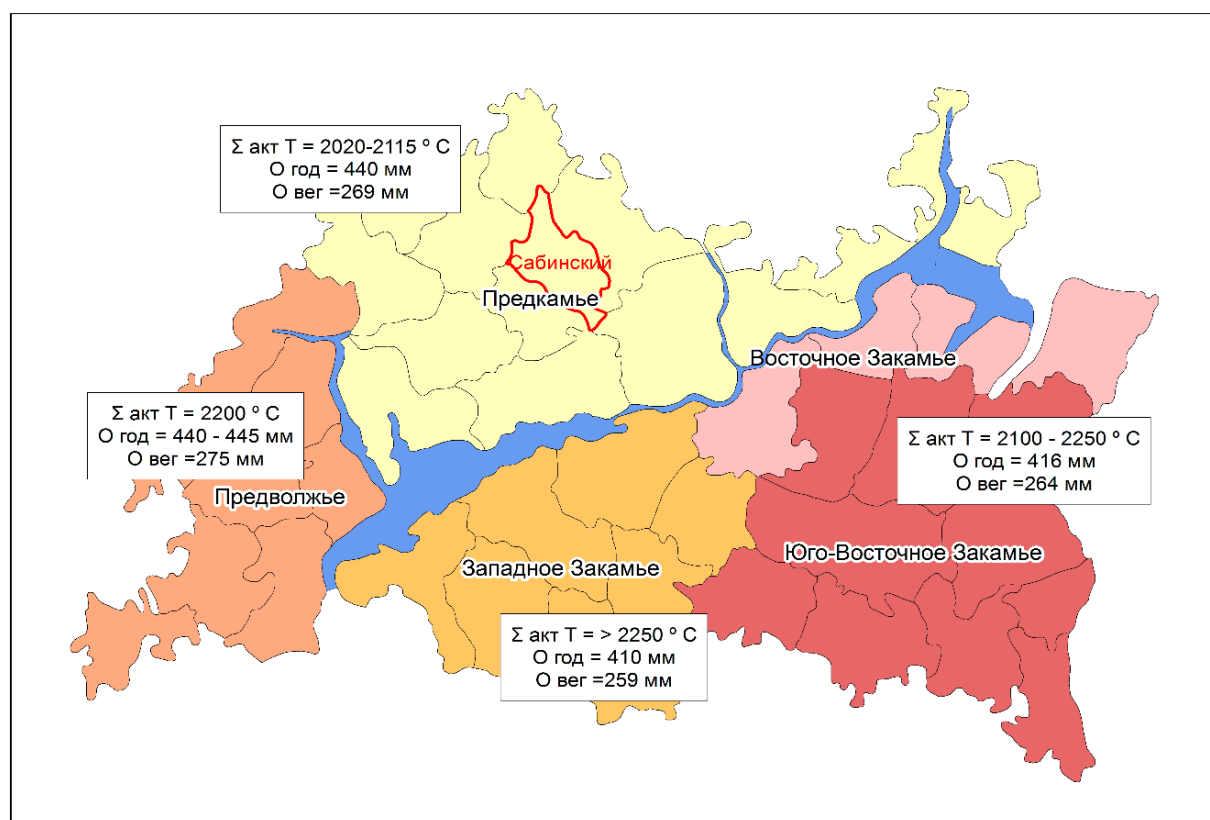 Σ акт Т = 2020-2115 º С
О год = 440 мм
О вег =269 мм
Сабинский
Предкамье
Восточное Закамье
Σ акт Т = 2200 º С
О год = 440 - 445 мм
О вег =275 мм
Предволжье
Σ акт Т = 2100 - 2250 º С
О год = 416 мм
О вег =264 мм
Юго-Восточное Закамье
Западное Закамье
Σ акт Т = > 2250 º С
О год = 410 мм
О вег =259 мм